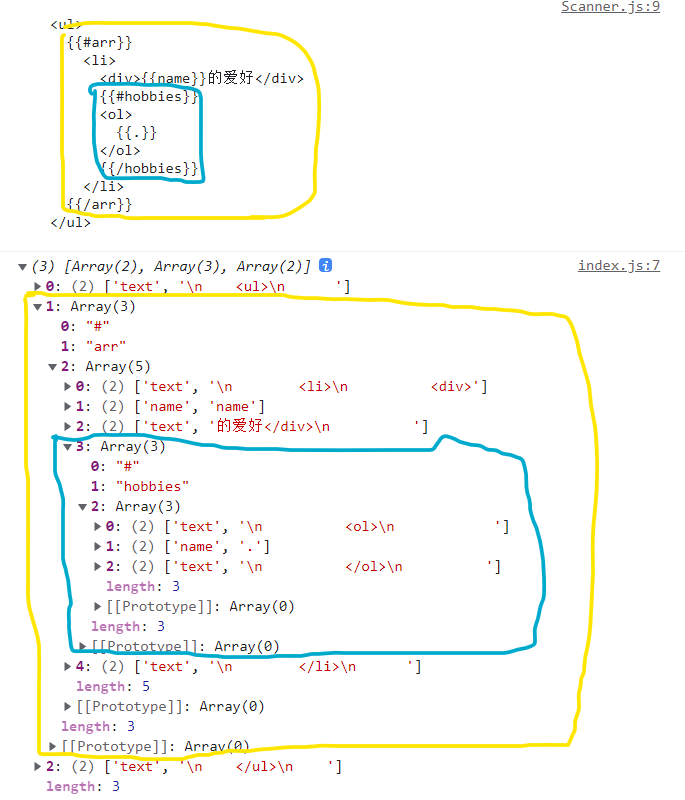 Scanner.js:9
<ul>
{{#arr}}
<li>
<div>{{name}}的爱好</div>
{{#hobbies}}
<ol>
{{.}}
</ol>
{{/hobbies}}
</li>
{{/arr}}
</ul>
(3) [Array(2), Array(3), Array(2)] i index.js:7
0: (2) ['text', '\n    <ul>\n      ']
1: Array(3)
0: "#"
1: "arr"
2: Array(5)
0: (2) ['text', '\n        <li>\n          <div>']
1: (2) ['name', 'name']
2: (2) ['text', '的爱好</div>\n          ']
3: Array(3)
0: "#"
1: "hobbies"
2: Array(3)
0: (2) ['text', '\n          <ol>\n            ']
1: (2) ['name', '.']
2: (2) ['text', '\n          </ol>\n          ']
length: 3
[[Prototype]]: Array(0)
length: 3
[[Prototype]]: Array(0)
4: (2) ['text', '\n        </li>\n      ']
length: 5
[[Prototype]]: Array(0)
length: 3
[[Prototype]]: Array(0)
2: (2) ['text', '\n    </ul>\n    ']
length: 3